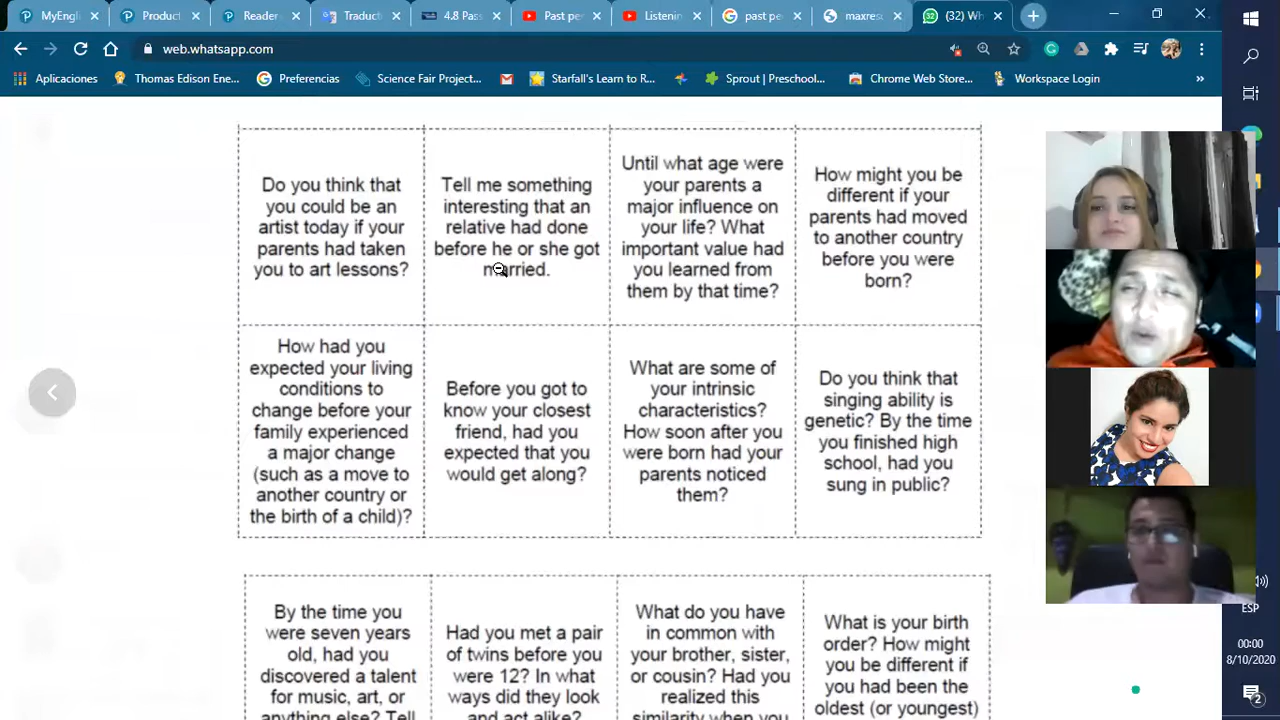 MyEngl
Product
Reader
Traducti
4.8 Pass
Past pe
Listenin
past pe
maxresu
(32) Wh
web.whatsapp.com
Aplicaciones
Thomas Edison Ene...
Preferencias
Science Fair Project...
Starfall's Learn to R...
Sprout | Preschool...
Chrome Web Store...
Workspace Login
»
Do you think that
you could be an
artist today if your
parents had taken
you to art lessons?
Tell me something
interesting that an
relative had done
before he or she got
married.
Until what age were
your parents a
major influence on
your life? What
important value had
you learned from
them by that time?
How might you be
different if your
parents had moved
to another country
before you were
born?
How had you
expected your living
conditions to
change before your
family experienced
a major change
(such as a move to
another country or
the birth of a child)?
Before you got to
know your closest
friend, had you
expected that you
would get along?
What are some of
your intrinsic
characteristics?
How soon after you
were born had your
parents noticed
them?
Do you think that
singing ability is
genetic? By the time
you finished high
school, had you
sung in public?
By the time you
were seven years
old, had you
discovered a talent
for music, art, or
anything else? Tell
Had you met a pair
of twins before you
were 12? In what
ways did they look
and act alike?
What do you have
in common with
your brother, sister,
or cousin? Had you
realized this
similarity when you
What is your birth
order? How might
you be different if
you had been the
oldest (or youngest)
ESP
00:00
8/10/2020
2